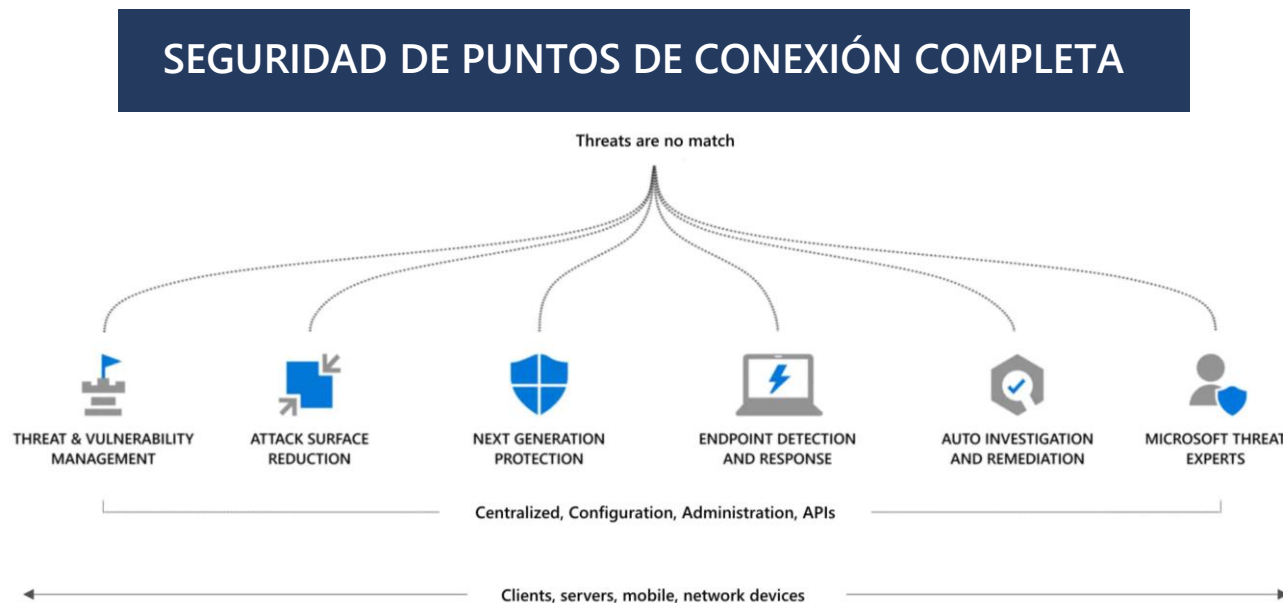 SEGURIDAD DE PUNTOS DE CONEXIÓN COMPLETA
Threats are no match
THREAT & VULNERABILITY
MANAGEMENT
ATTACK SURFACE
REDUCTION
NEXT GENERATION
PROTECTION
ENDPOINT DETECTION
AND RESPONSE
AUTO INVESTIGATION
AND REMEDIATION
MICROSOFT THREAT
EXPERTS
Centralized, Configuration, Administration, APIs
Clients, servers, mobile, network devices